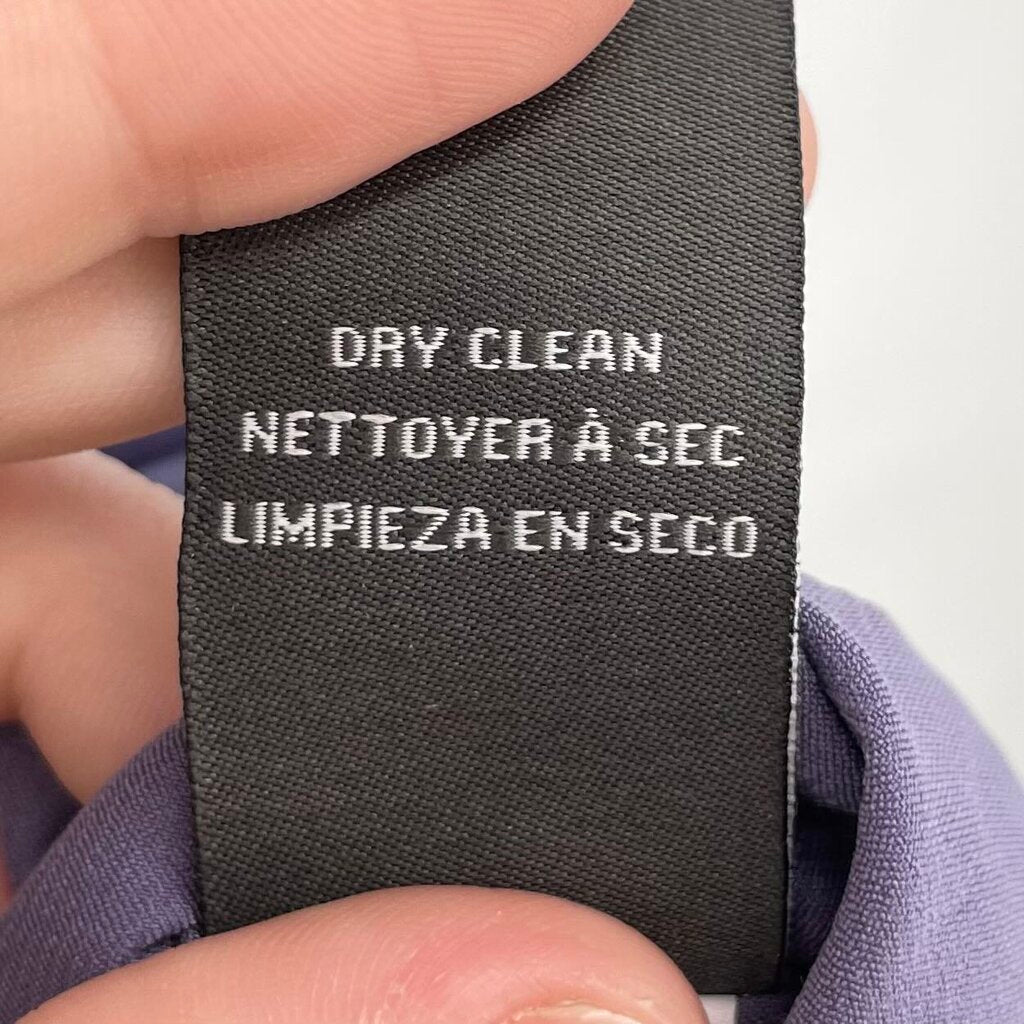 DRY CLEAN
NETTOYER À SEC
LIMPIEZA EN SECO